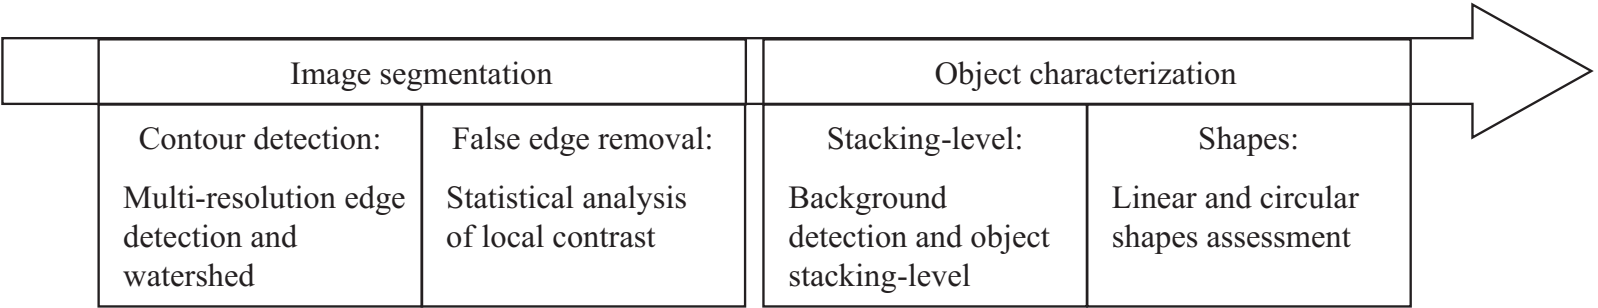 Image segmentation
Object characterization
Contour detection:
Multi-resolution edge
detection and
watershed
False edge removal:
Statistical analysis
of local contrast
Stacking-level:
Background
detection and object
stacking-level
Shapes:
Linear and circular
shapes assessment